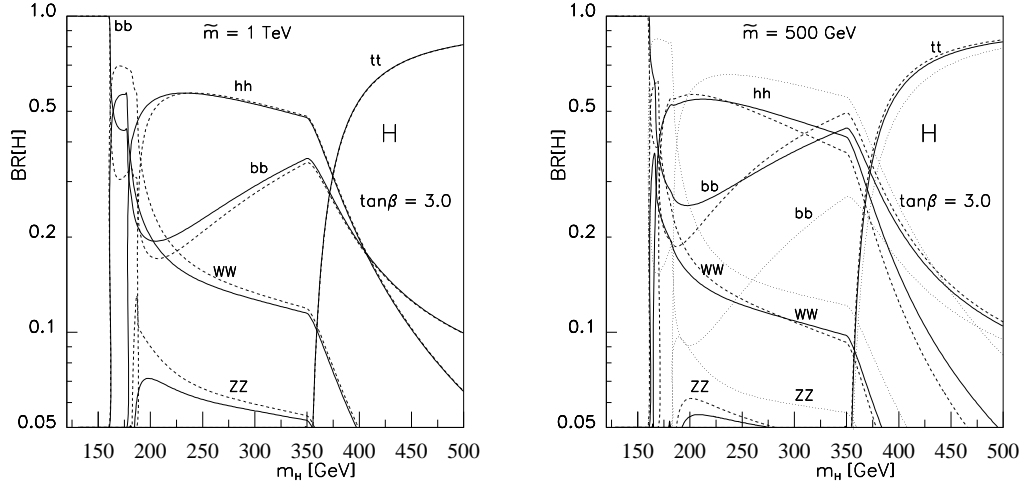 1.0
bb
m̃ = 1 TeV
tt
hh
0.5
H
bb
tanβ = 3.0
0.2
WW
0.1
ZZ
0.05
BR[H]
150 200 250 300 350 400 450 500
m_H [GeV]
1.0
m̃ = 500 GeV
tt
hh
0.5
H
bb
tanβ = 3.0
bb
0.2
WW
WW
0.1
ZZ
ZZ
0.05
BR[H]
150 200 250 300 350 400 450 500
m_H [GeV]